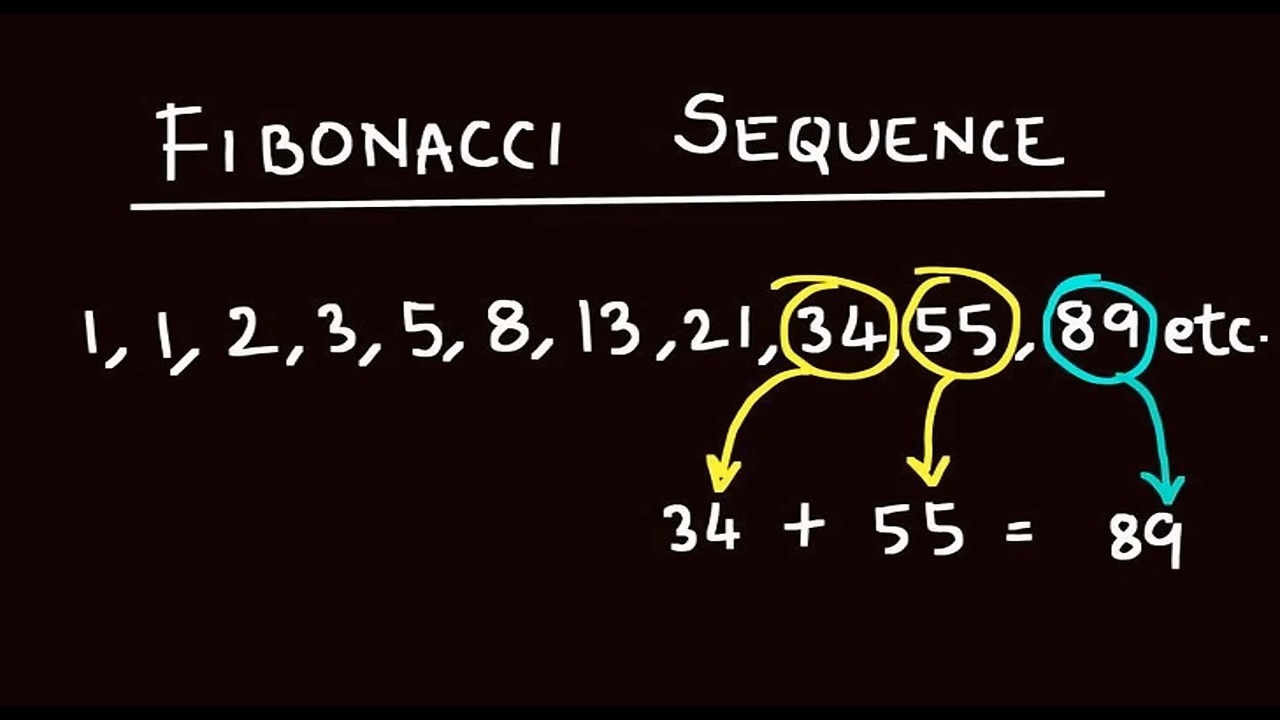 FIBONACCI SEQUENCE
1, 1, 2, 3, 5, 8, 13, 21, 34, 55, 89 etc.
34 + 55 = 89